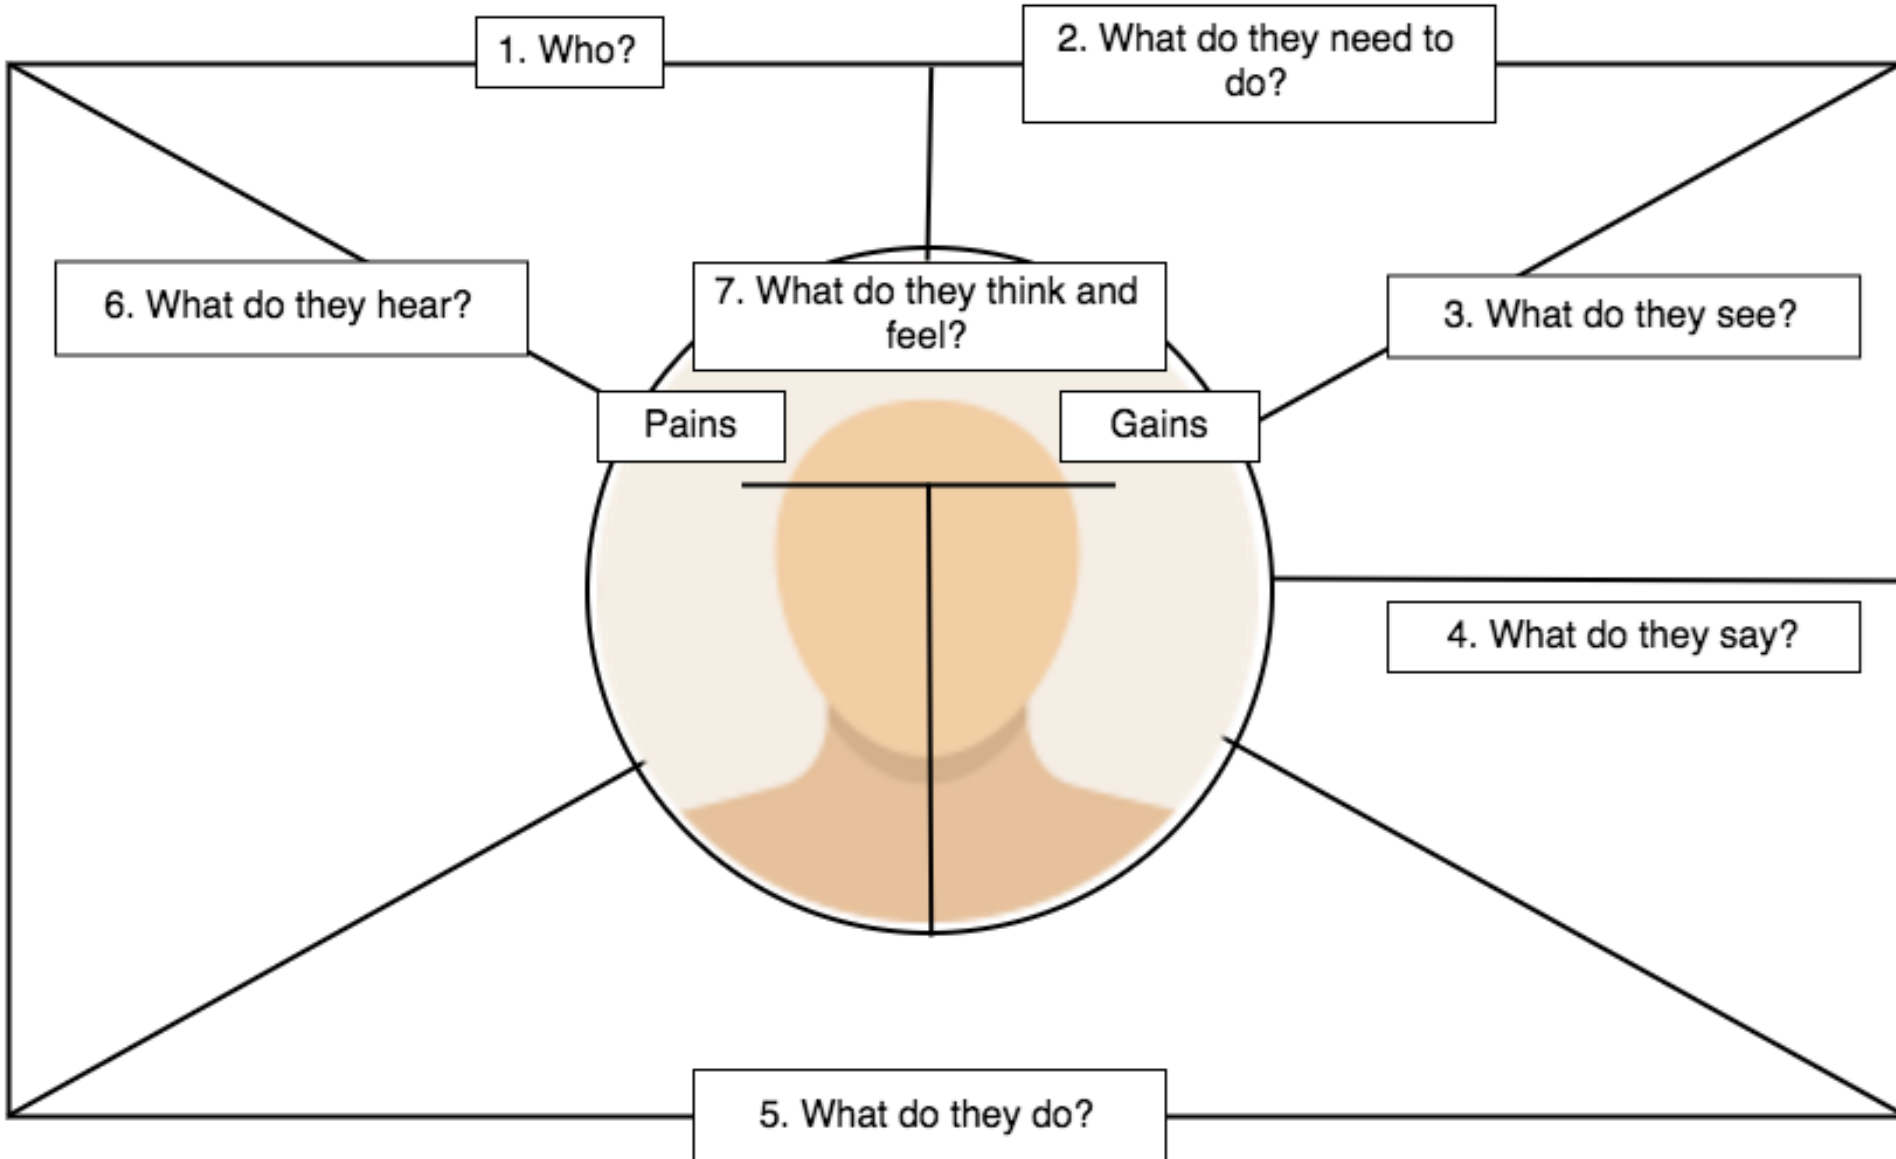 1. Who?
2. What do they need to
do?
6. What do they hear?
7. What do they think and
feel?
3. What do they see?
Pains
Gains
4. What do they say?
5. What do they do?